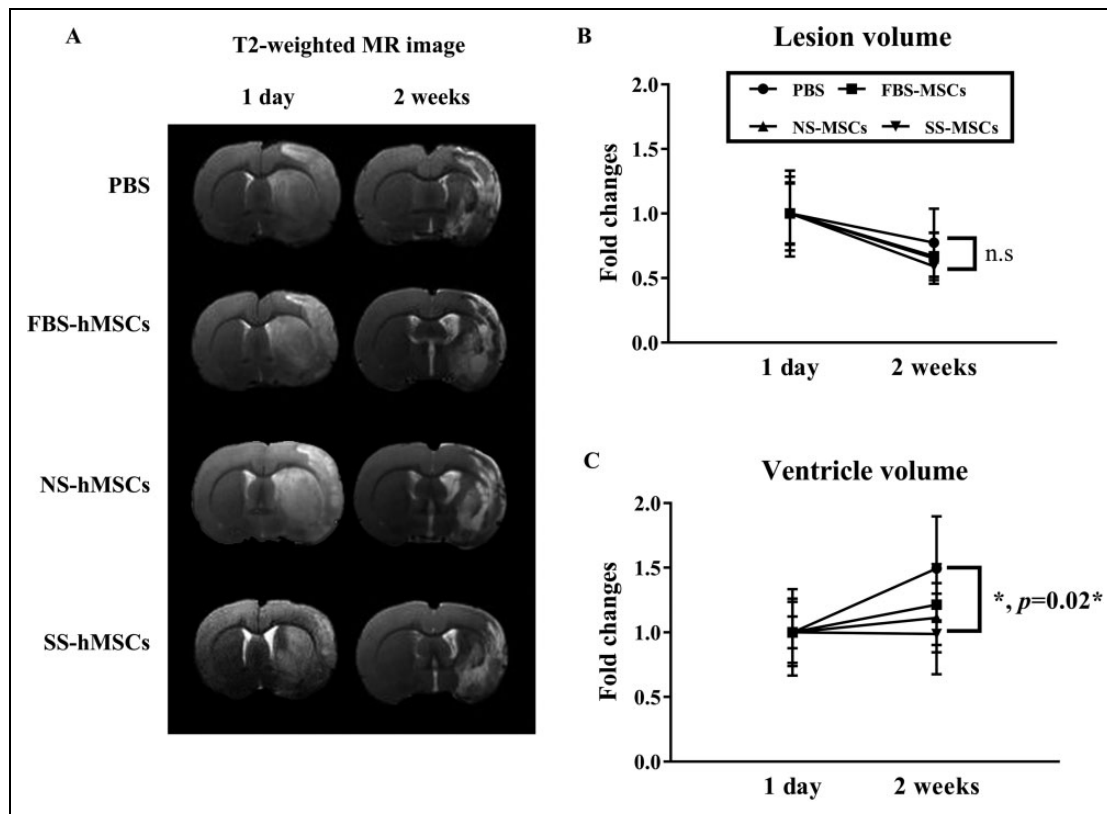 A
T2-weighted MR image
1 day
2 weeks
PBS
FBS-hMSCs
NS-hMSCs
SS-hMSCs
B
Lesion volume
PBS
FBS-MSCs
NS-MSCs
SS-MSCs
Fold changes
2.0
1.5
1.0
0.5
0.0
n.s
1 day
2 weeks
C
Ventricle volume
Fold changes
2.0
1.5
1.0
0.5
0.0
*, p=0.02*
1 day
2 weeks